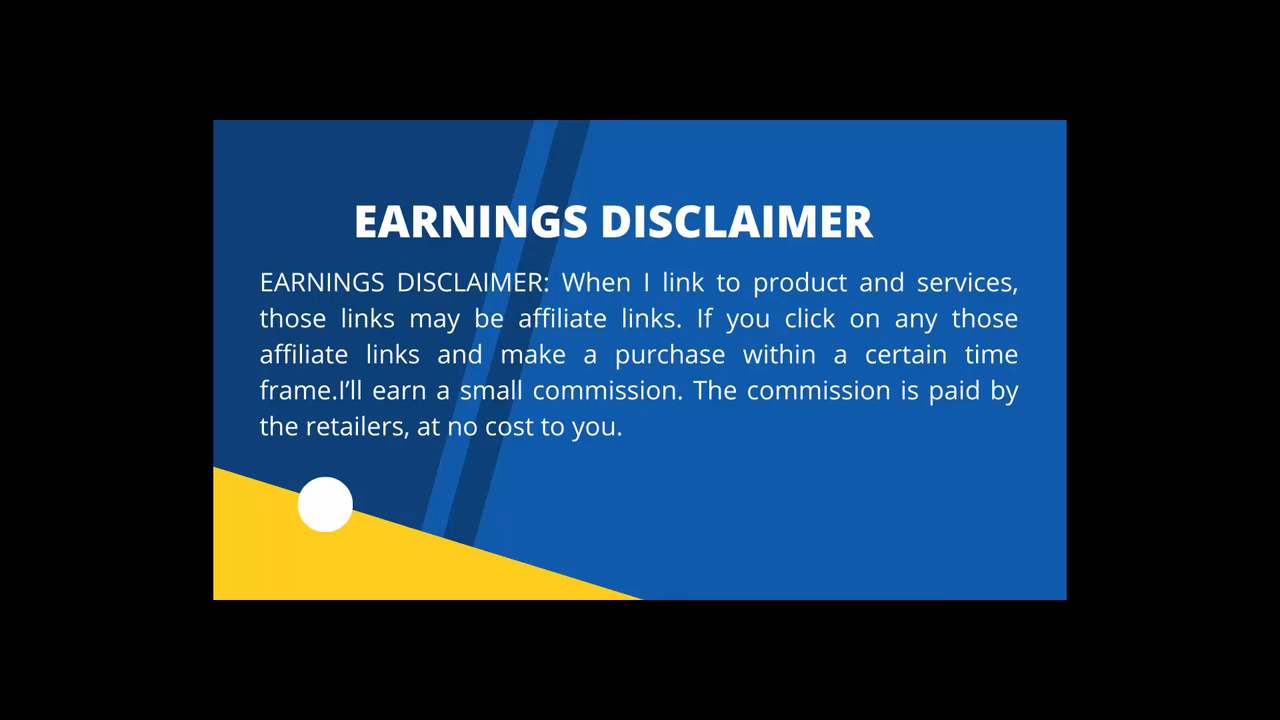 EARNINGS DISCLAIMER
EARNINGS DISCLAIMER: When I link to product and services,
those links may be affiliate links. If you click on any those
affiliate links and make a purchase within a certain time
frame.I’ll earn a small commission. The commission is paid by
the retailers, at no cost to you.